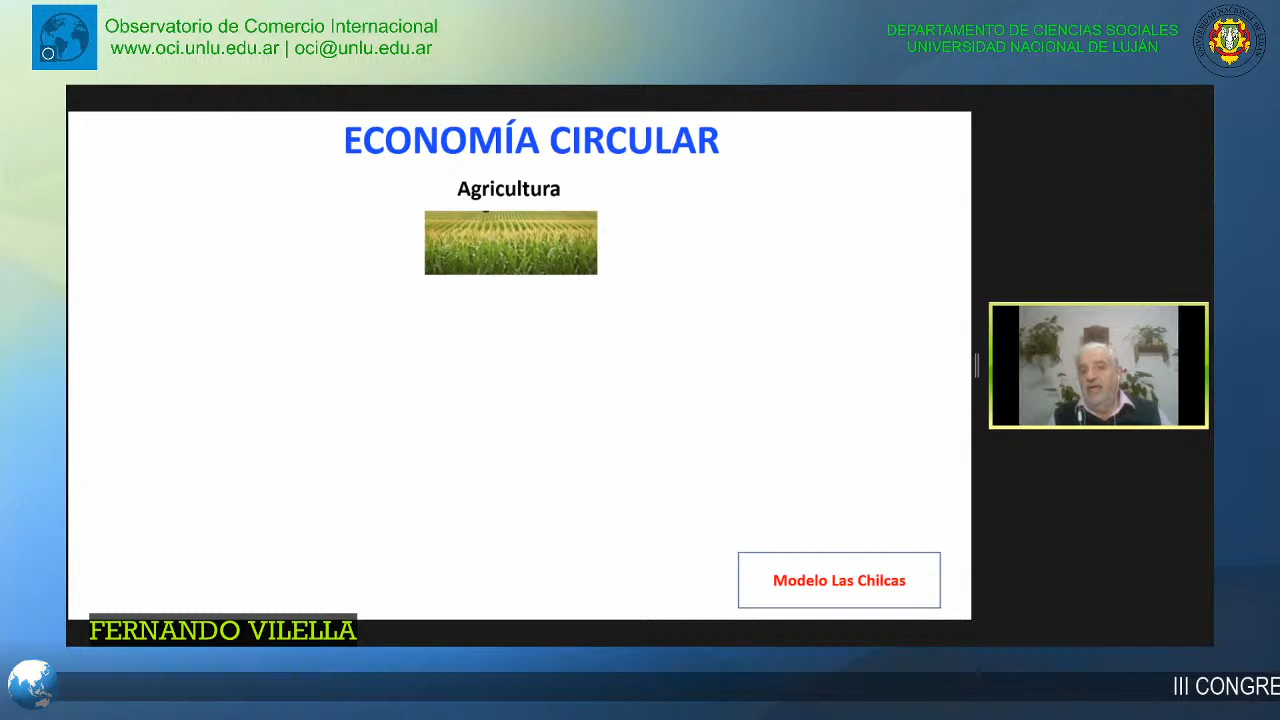 Observatorio de Comercio Internacional
www.oci.unlu.edu.ar | oci@unlu.edu.ar
DEPARTAMENTO DE CIENCIAS SOCIALES
UNIVERSIDAD NACIONAL DE LUJÁN
ECONOMÍA CIRCULAR
Agricultura
Modelo Las Chilcas
FERNANDO VILELLA
III CONGRE